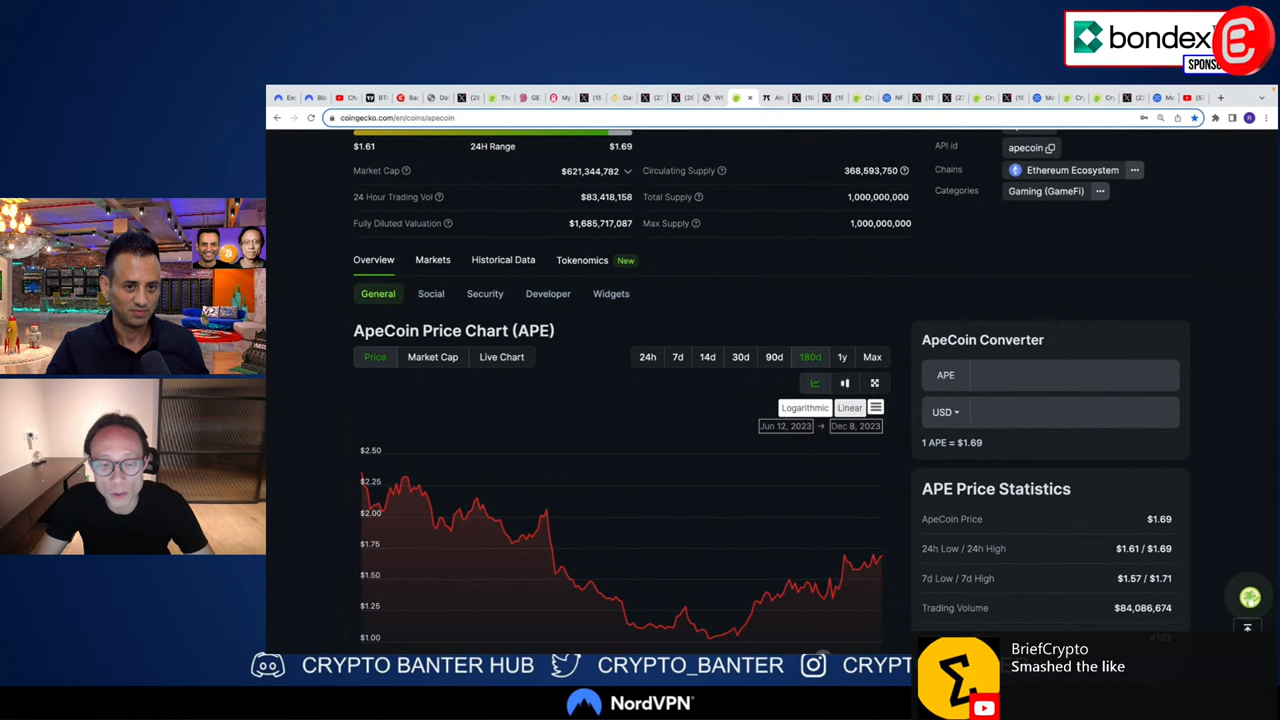 bondex
SPONS
coingecko.com/en/coins/apecoin
$1.61 24H Range $1.69
Market Cap $621,344,782 Circulating Supply 368,593,750
24 Hour Trading Vol $83,418,158 Total Supply 1,000,000,000
Fully Diluted Valuation $1,685,717,087 Max Supply 1,000,000,000
API id apecoin
Chains Ethereum Ecosystem
Categories Gaming (GameFi)
Overview Markets Historical Data Tokenomics New
General Social Security Developer Widgets
ApeCoin Price Chart (APE)
Price Market Cap Live Chart 24h 7d 14d 30d 90d 180d 1y Max
Logarithmic Linear
Jun 12, 2023 → Dec 8, 2023
$2.50
$2.25
$2.00
$1.75
$1.50
$1.25
$1.00
ApeCoin Converter
APE
USD
1 APE = $1.69
APE Price Statistics
ApeCoin Price $1.69
24h Low / 24h High $1.61 / $1.69
7d Low / 7d High $1.57 / $1.71
Trading Volume $84,086,674
#102
BriefCrypto
Smashed the like
CRYPTO BANTER HUB CRYPTO_BANTER CRYPT
NordVPN®